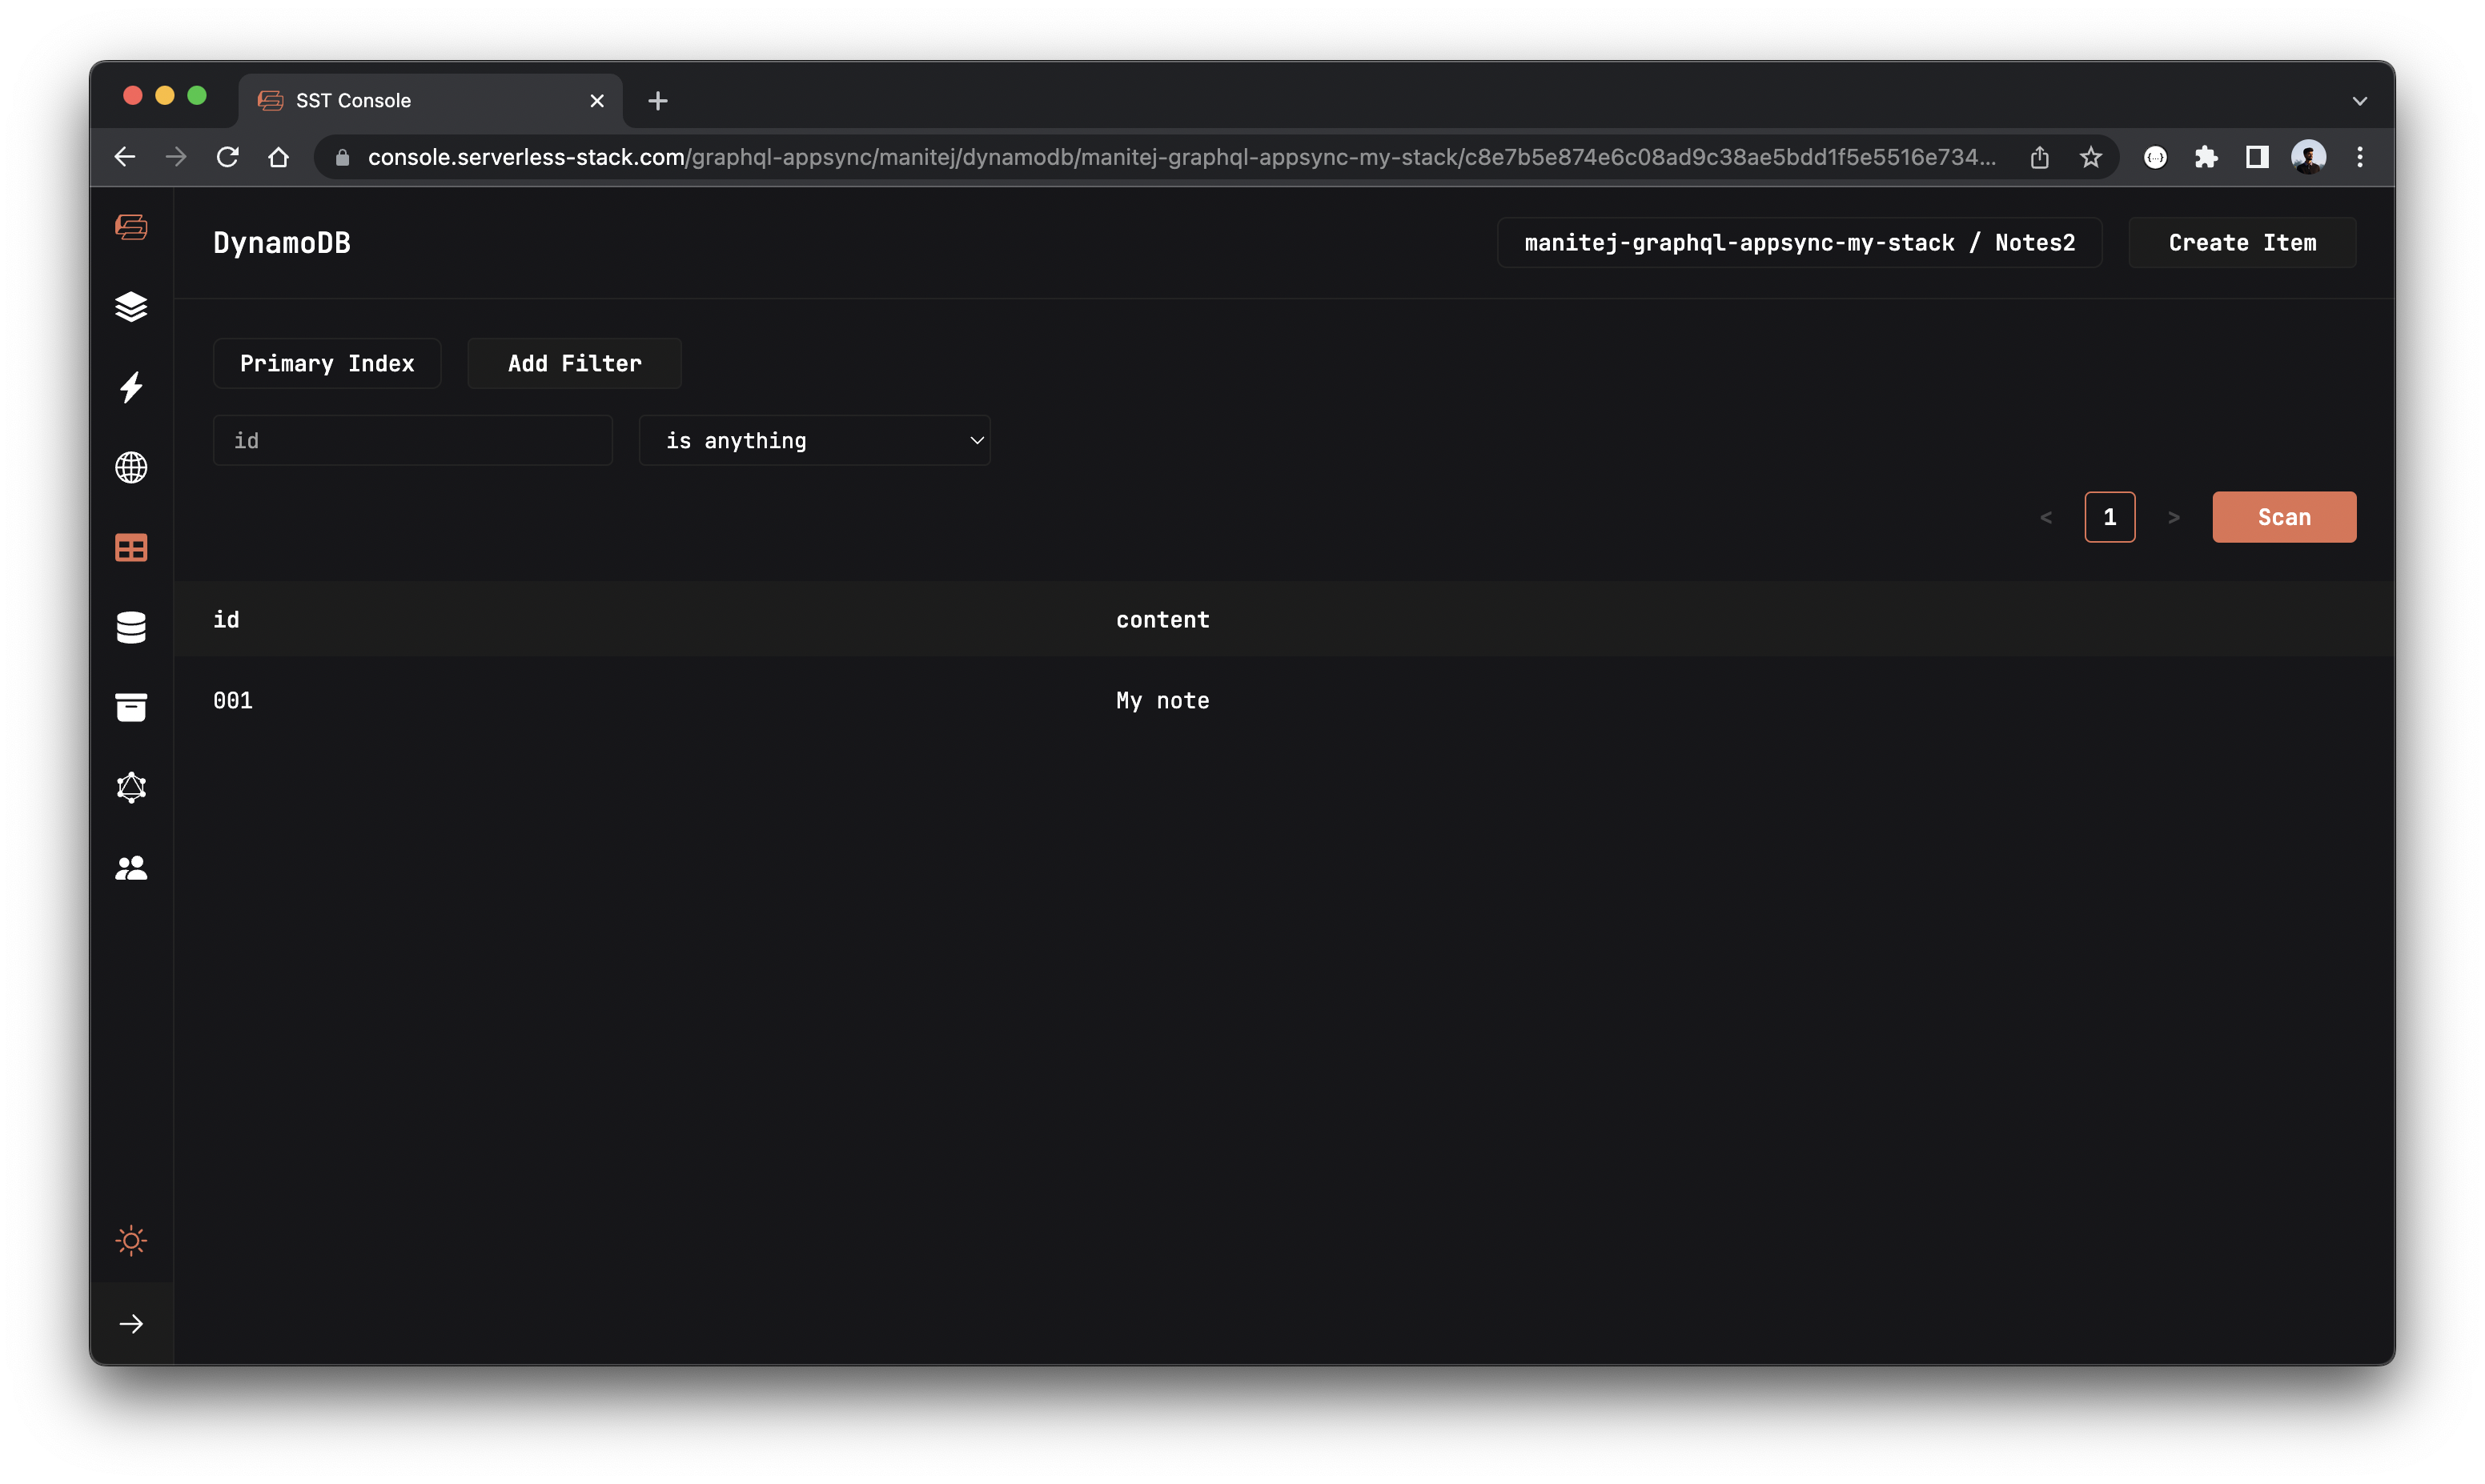 SST Console
console.serverless-stack.com/graphql-appsync/manitej/dynamodb/manitej-graphql-appsync-my-stack/c8e7b5e874e6c08ad9c38ae5bdd1f5e5516e734...
DynamoDB
manitej-graphql-appsync-my-stack / Notes2
Create Item
Primary Index
Add Filter
id
is anything
<
1
>
Scan
id
content
001
My note